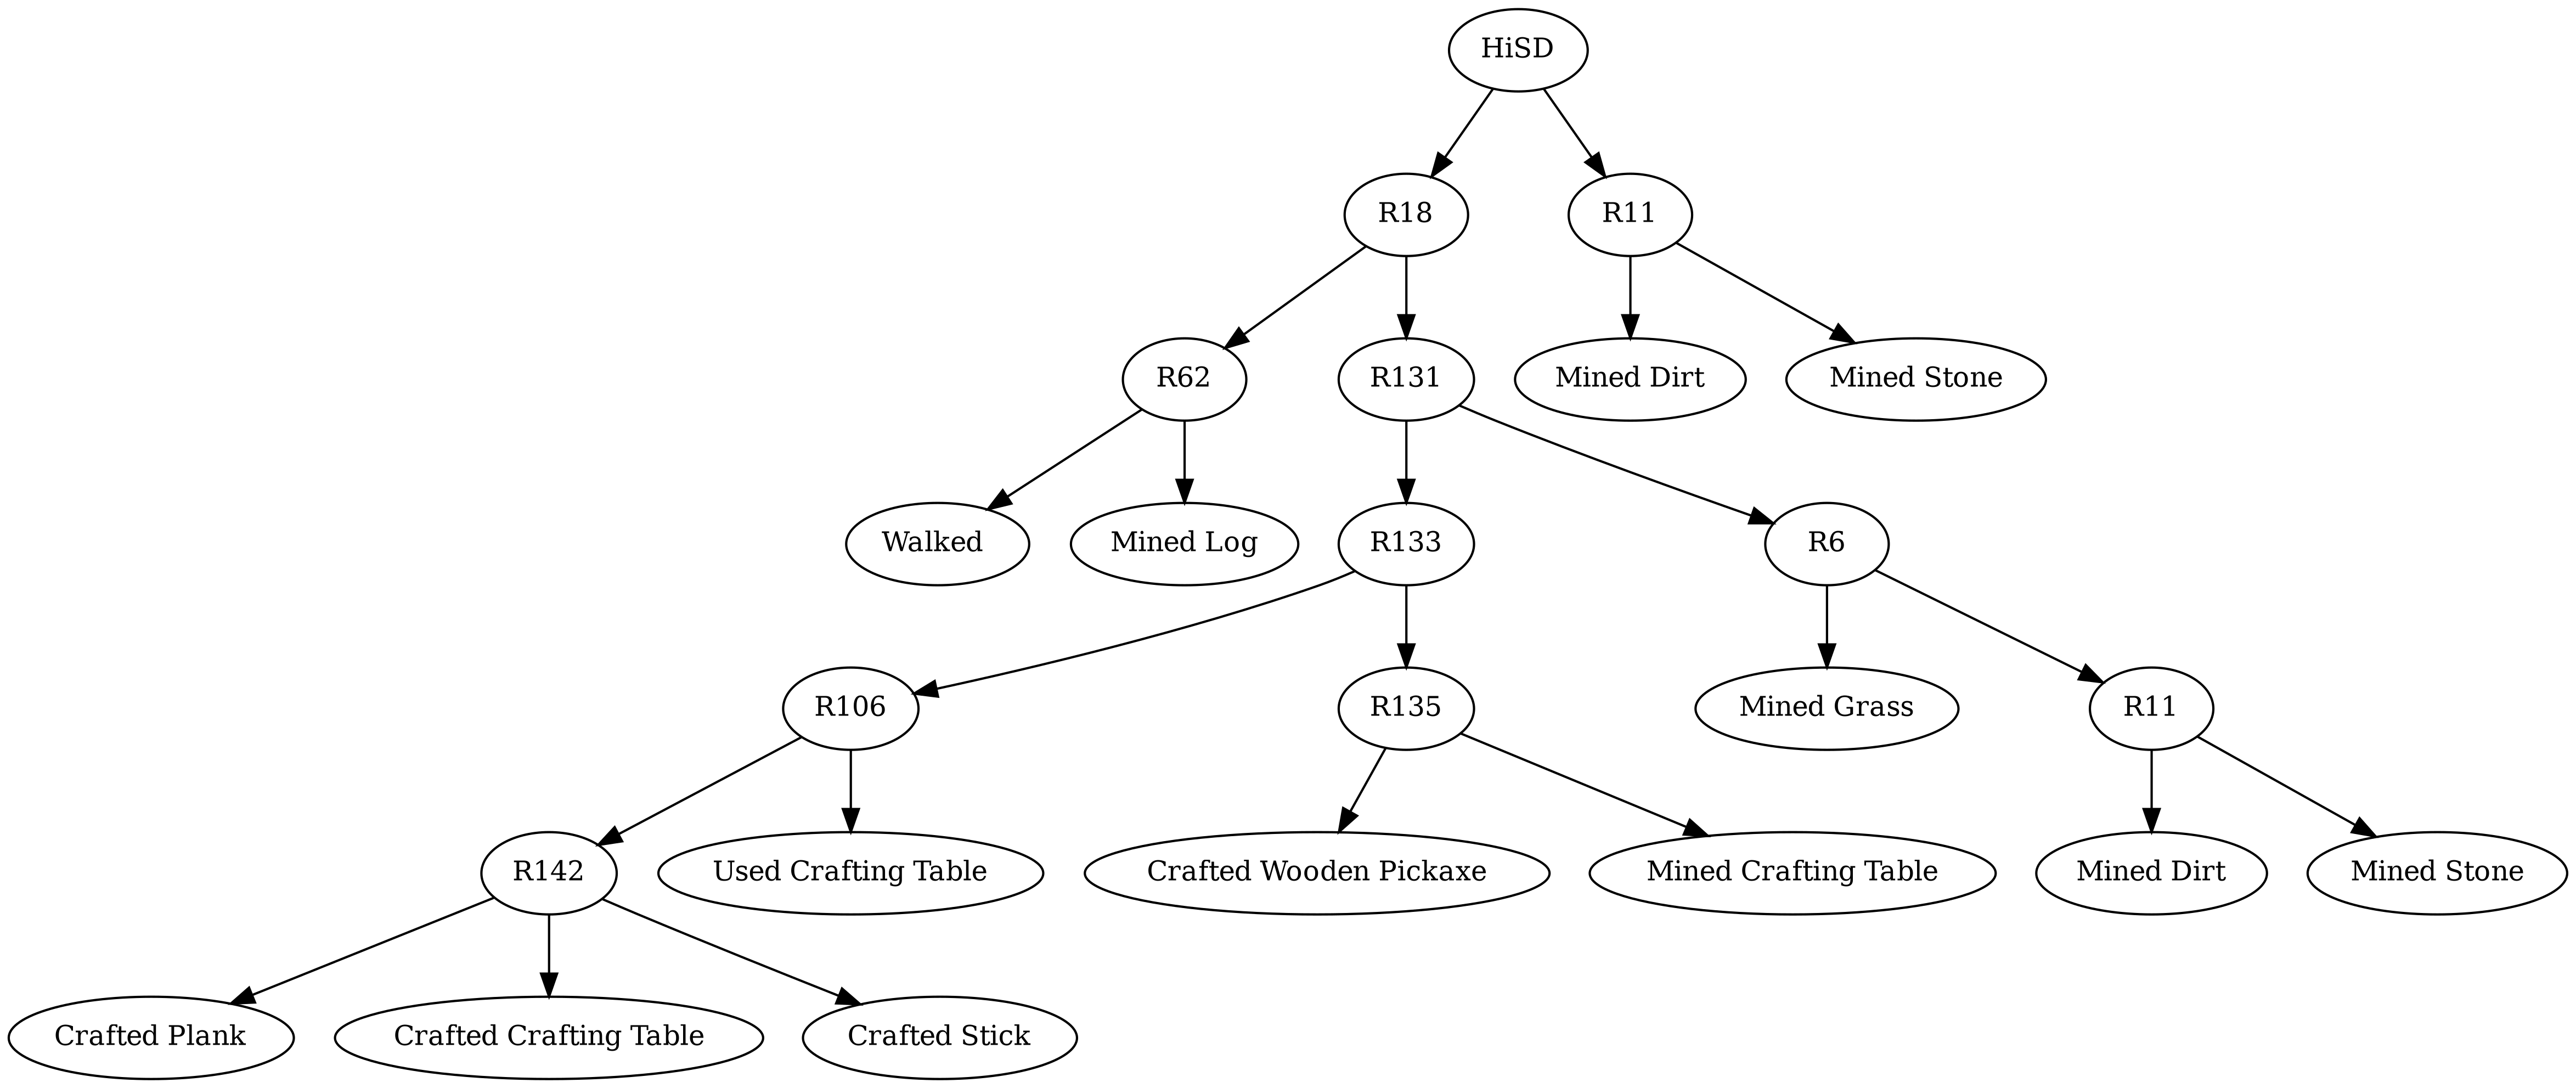 HiSD
R18
R11
R62
R131
Mined Dirt
Mined Stone
Walked
Mined Log
R133
R6
R106
R135
Mined Grass
R11
R142
Used Crafting Table
Crafted Wooden Pickaxe
Mined Crafting Table
Mined Dirt
Mined Stone
Crafted Plank
Crafted Crafting Table
Crafted Stick